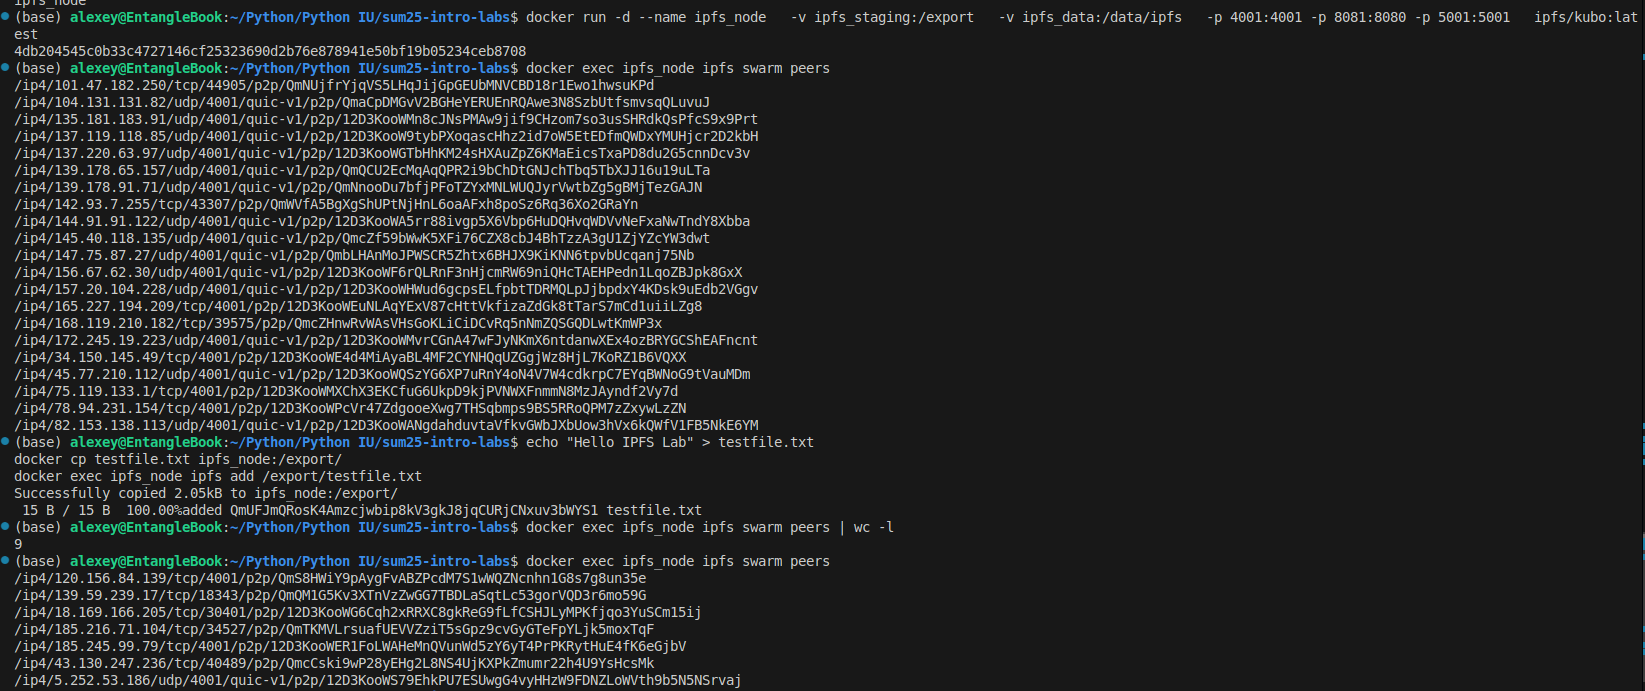 ipfs_node
(base) alexey@EntangleBook:~/Python/Python IU/sum25-intro-labs$ docker run -d --name ipfs_node   -v ipfs_staging:/export   -v ipfs_data:/data/ipfs   -p 4001:4001 -p 8081:8080 -p 5001:5001   ipfs/kubo:lat
est
4db204545c0b33c4727146cf25323690d2b76e878941e50bf19b05234ceb8708
(base) alexey@EntangleBook:~/Python/Python IU/sum25-intro-labs$ docker exec ipfs_node ipfs swarm peers
/ip4/101.47.182.250/tcp/44905/p2p/QmNUjfrYjqVS5LHqJijGpGEUbMNVCBD18r1Ewo1hwsuKPd
/ip4/104.131.131.82/udp/4001/quic-v1/p2p/QmaCpDMGvV2BGHeYERUEnRQAwe3N8SzbUtfsmvsqQLuvuJ
/ip4/135.181.183.91/udp/4001/quic-v1/p2p/12D3KooWMn8cJNsPMAw9jif9CHzom7so3usSHRdkQsPfcS9x9Prt
/ip4/137.119.118.85/udp/4001/quic-v1/p2p/12D3KooW9tybPXoqascHhz2id7oW5EtEDfmQWDxYMUHjcr2D2kbH
/ip4/137.220.63.97/udp/4001/quic-v1/p2p/12D3KooWGTbHhKM24sHXAuZpZ6KMaEicsTxaPD8du2G5cnnDcv3v
/ip4/139.178.65.157/udp/4001/quic-v1/p2p/QmQCU2EcMqAqQPR2i9bChDtGNJchTbq5TbXJJ16u19uLTa
/ip4/139.178.91.71/udp/4001/quic-v1/p2p/QmNnooDu7bfjPFoTZYxMNLWUQJyrVwtbZg5gBMjTezGAJN
/ip4/142.93.7.255/tcp/43307/p2p/QmWVfA5BgXgShUPtNjHnL6oaAFxh8poSz6Rq36Xo2GRaYn
/ip4/144.91.91.122/udp/4001/quic-v1/p2p/12D3KooWA5rr88ivgp5X6Vbp6HuDQHvqWDVvNeFxaNwTndY8Xbba
/ip4/145.40.118.135/udp/4001/quic-v1/p2p/QmcZf59bWwK5XFi76CZX8cbJ4BhTzzA3gU1ZjYZcYW3dwt
/ip4/147.75.87.27/udp/4001/quic-v1/p2p/QmbLHAnMoJPWSCR5Zhtx6BHJX9KiKNN6tpvbUcqanj75Nb
/ip4/156.67.62.30/udp/4001/quic-v1/p2p/12D3KooWF6rQLRnF3nHjcmRW69niQHcTAEHPedn1LqoZBJpk8GxX
/ip4/157.20.104.228/udp/4001/quic-v1/p2p/12D3KooWHWud6gcpsELfpbtTDRMQLpJjbpdxY4KDsk9uEdb2VGgv
/ip4/165.227.194.209/tcp/4001/p2p/12D3KooWEuNLAqYExV87cHttVkfizaZdGk8tTarS7mCd1uiiLZg8
/ip4/168.119.210.182/tcp/39575/p2p/QmcZHnwRvWAsVHsGoKLiCiDCvRq5nNmZQSGQDLwtKmWP3x
/ip4/172.245.19.223/udp/4001/quic-v1/p2p/12D3KooWMvrCGnA47wFJyNKmX6ntdanwXEx4ozBRYGCShEAFncnt
/ip4/34.150.145.49/tcp/4001/p2p/12D3KooWE4d4MiAyaBL4MF2CYNHQqUZGgjWz8HjL7KoRZ1B6VQXX
/ip4/45.77.210.112/udp/4001/quic-v1/p2p/12D3KooWQSzYG6XP7uRnY4oN4V7W4cdkrpC7EYqBWNoG9tVauMDm
/ip4/75.119.133.1/tcp/4001/p2p/12D3KooWMXChX3EKCfuG6UkpD9kjPVNWXFnmmN8MzJAyndf2Vy7d
/ip4/78.94.231.154/tcp/4001/p2p/12D3KooWPcVr47ZdgooeXwg7THSqbmps9BS5RRoQPM7zZxywLzZN
/ip4/82.153.138.113/udp/4001/quic-v1/p2p/12D3KooWANgdahduvtaVfkvGWbJXbUow3hVx6kQWfV1FB5NkE6YM
(base) alexey@EntangleBook:~/Python/Python IU/sum25-intro-labs$ echo "Hello IPFS Lab" > testfile.txt
docker cp testfile.txt ipfs_node:/export/
docker exec ipfs_node ipfs add /export/testfile.txt
Successfully copied 2.05kB to ipfs_node:/export/
 15 B / 15 B  100.00%added QmUFJmQRosK4Amzcjwbip8kV3gkJ8jqCURjCNxuv3bWYS1 testfile.txt
(base) alexey@EntangleBook:~/Python/Python IU/sum25-intro-labs$ docker exec ipfs_node ipfs swarm peers | wc -l
9
(base) alexey@EntangleBook:~/Python/Python IU/sum25-intro-labs$ docker exec ipfs_node ipfs swarm peers
/ip4/120.156.84.139/tcp/4001/p2p/QmS8HWiY9pAygFvABZPcdM7S1wWQZNcnhn1G8s7g8un35e
/ip4/139.59.239.17/tcp/18343/p2p/QmQM1G5Kv3XTnVzZwGG7TBDLaSqtLc53gorVQD3r6mo59G
/ip4/18.169.166.205/tcp/30401/p2p/12D3KooWG6Cqh2xRRXC8gkReG9fLfCSHJLyMPKfjqo3YuSCm15ij
/ip4/185.216.71.104/tcp/34527/p2p/QmTKMVLrsuafUEVVZziT5sGpz9cvGyGTeFpYLjk5moxTqF
/ip4/185.245.99.79/tcp/4001/p2p/12D3KooWER1FoLWAHeMnQVunWd5zY6yT4PrPKRytHuE4fK6eGjbV
/ip4/43.130.247.236/tcp/40489/p2p/QmcCski9wP28yEHg2L8NS4UjKXPkZmumr22h4U9YsHcsMk
/ip4/5.252.53.186/udp/4001/quic-v1/p2p/12D3KooWS79EhkPU7ESUwgG4vyHHzW9FDNZLoWVth9b5N5NSrvaj